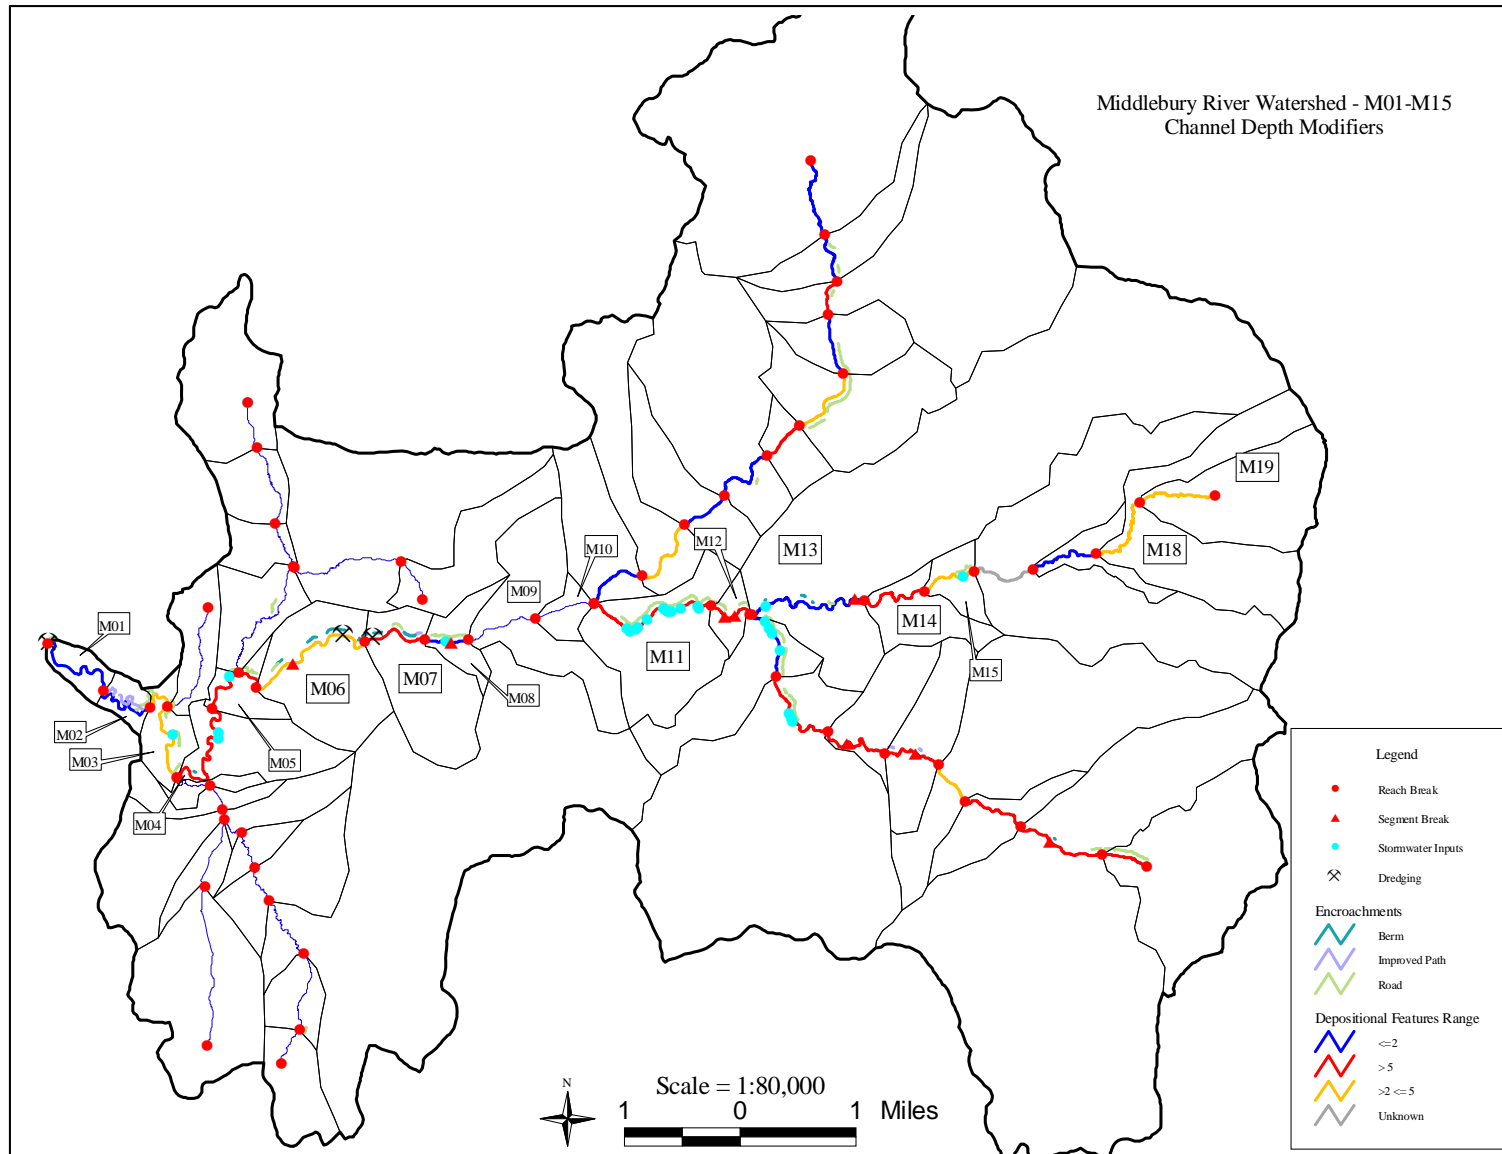 Middlebury River Watershed - M01-M15
Channel Depth Modifiers
M19
M18
M13
M12
M10
M09
M14
M15
M11
M01
M06
M07
M08
M02
M03
M05
M04
Legend
Reach Break
Segment Break
Stormwater Inputs
Dredging
Encroachments
Berm
Improved Path
Road
Depositional Features Range
<=2
> 5
>2 <= 5
Unknown
N
Scale = 1:80,000
1 0 1 Miles